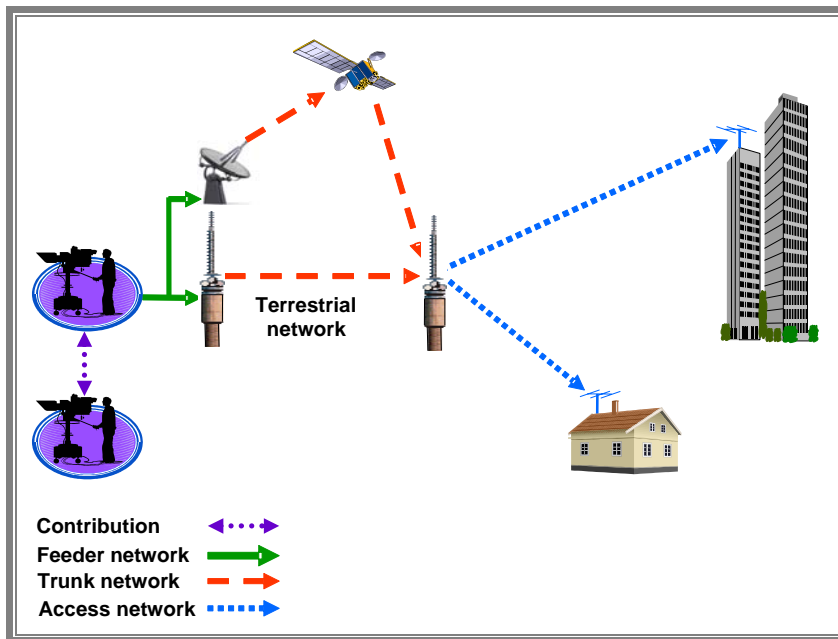 Terrestrial
network
Contribution
Feeder network
Trunk network
Access network